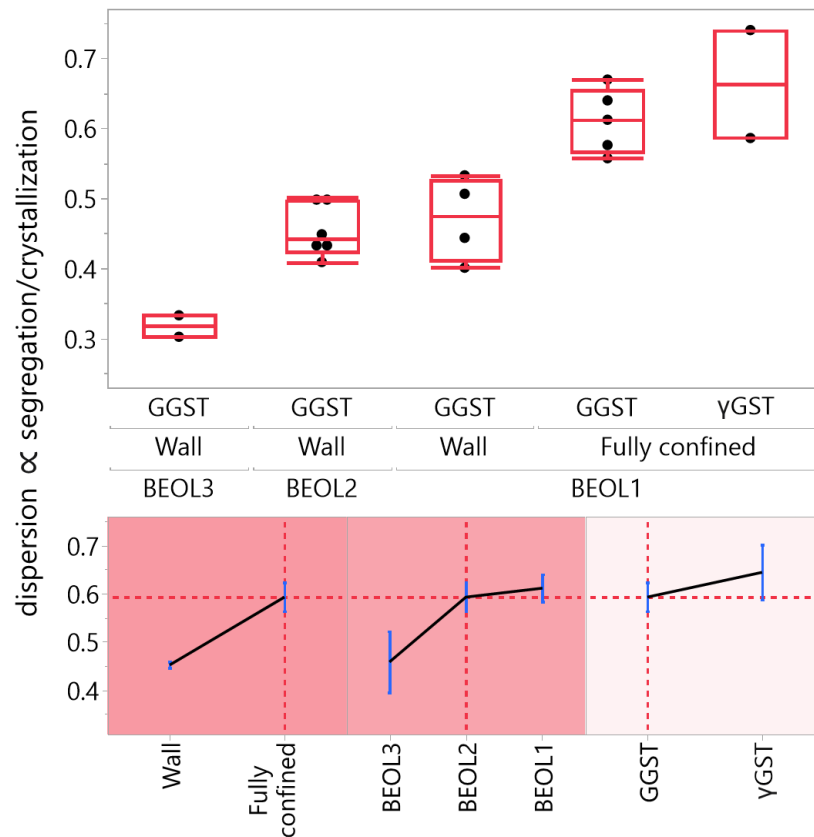 dispersion ∝ segregation/crystallization
0.7
0.6
0.5
0.4
0.3
GGST GGST GGST GGST γGST
Wall Wall Wall Fully confined
BEOL3 BEOL2 BEOL1
0.7
0.6
0.5
0.4
Wall
Fully
confined
BEOL3
BEOL2
BEOL1
GGST
γGST